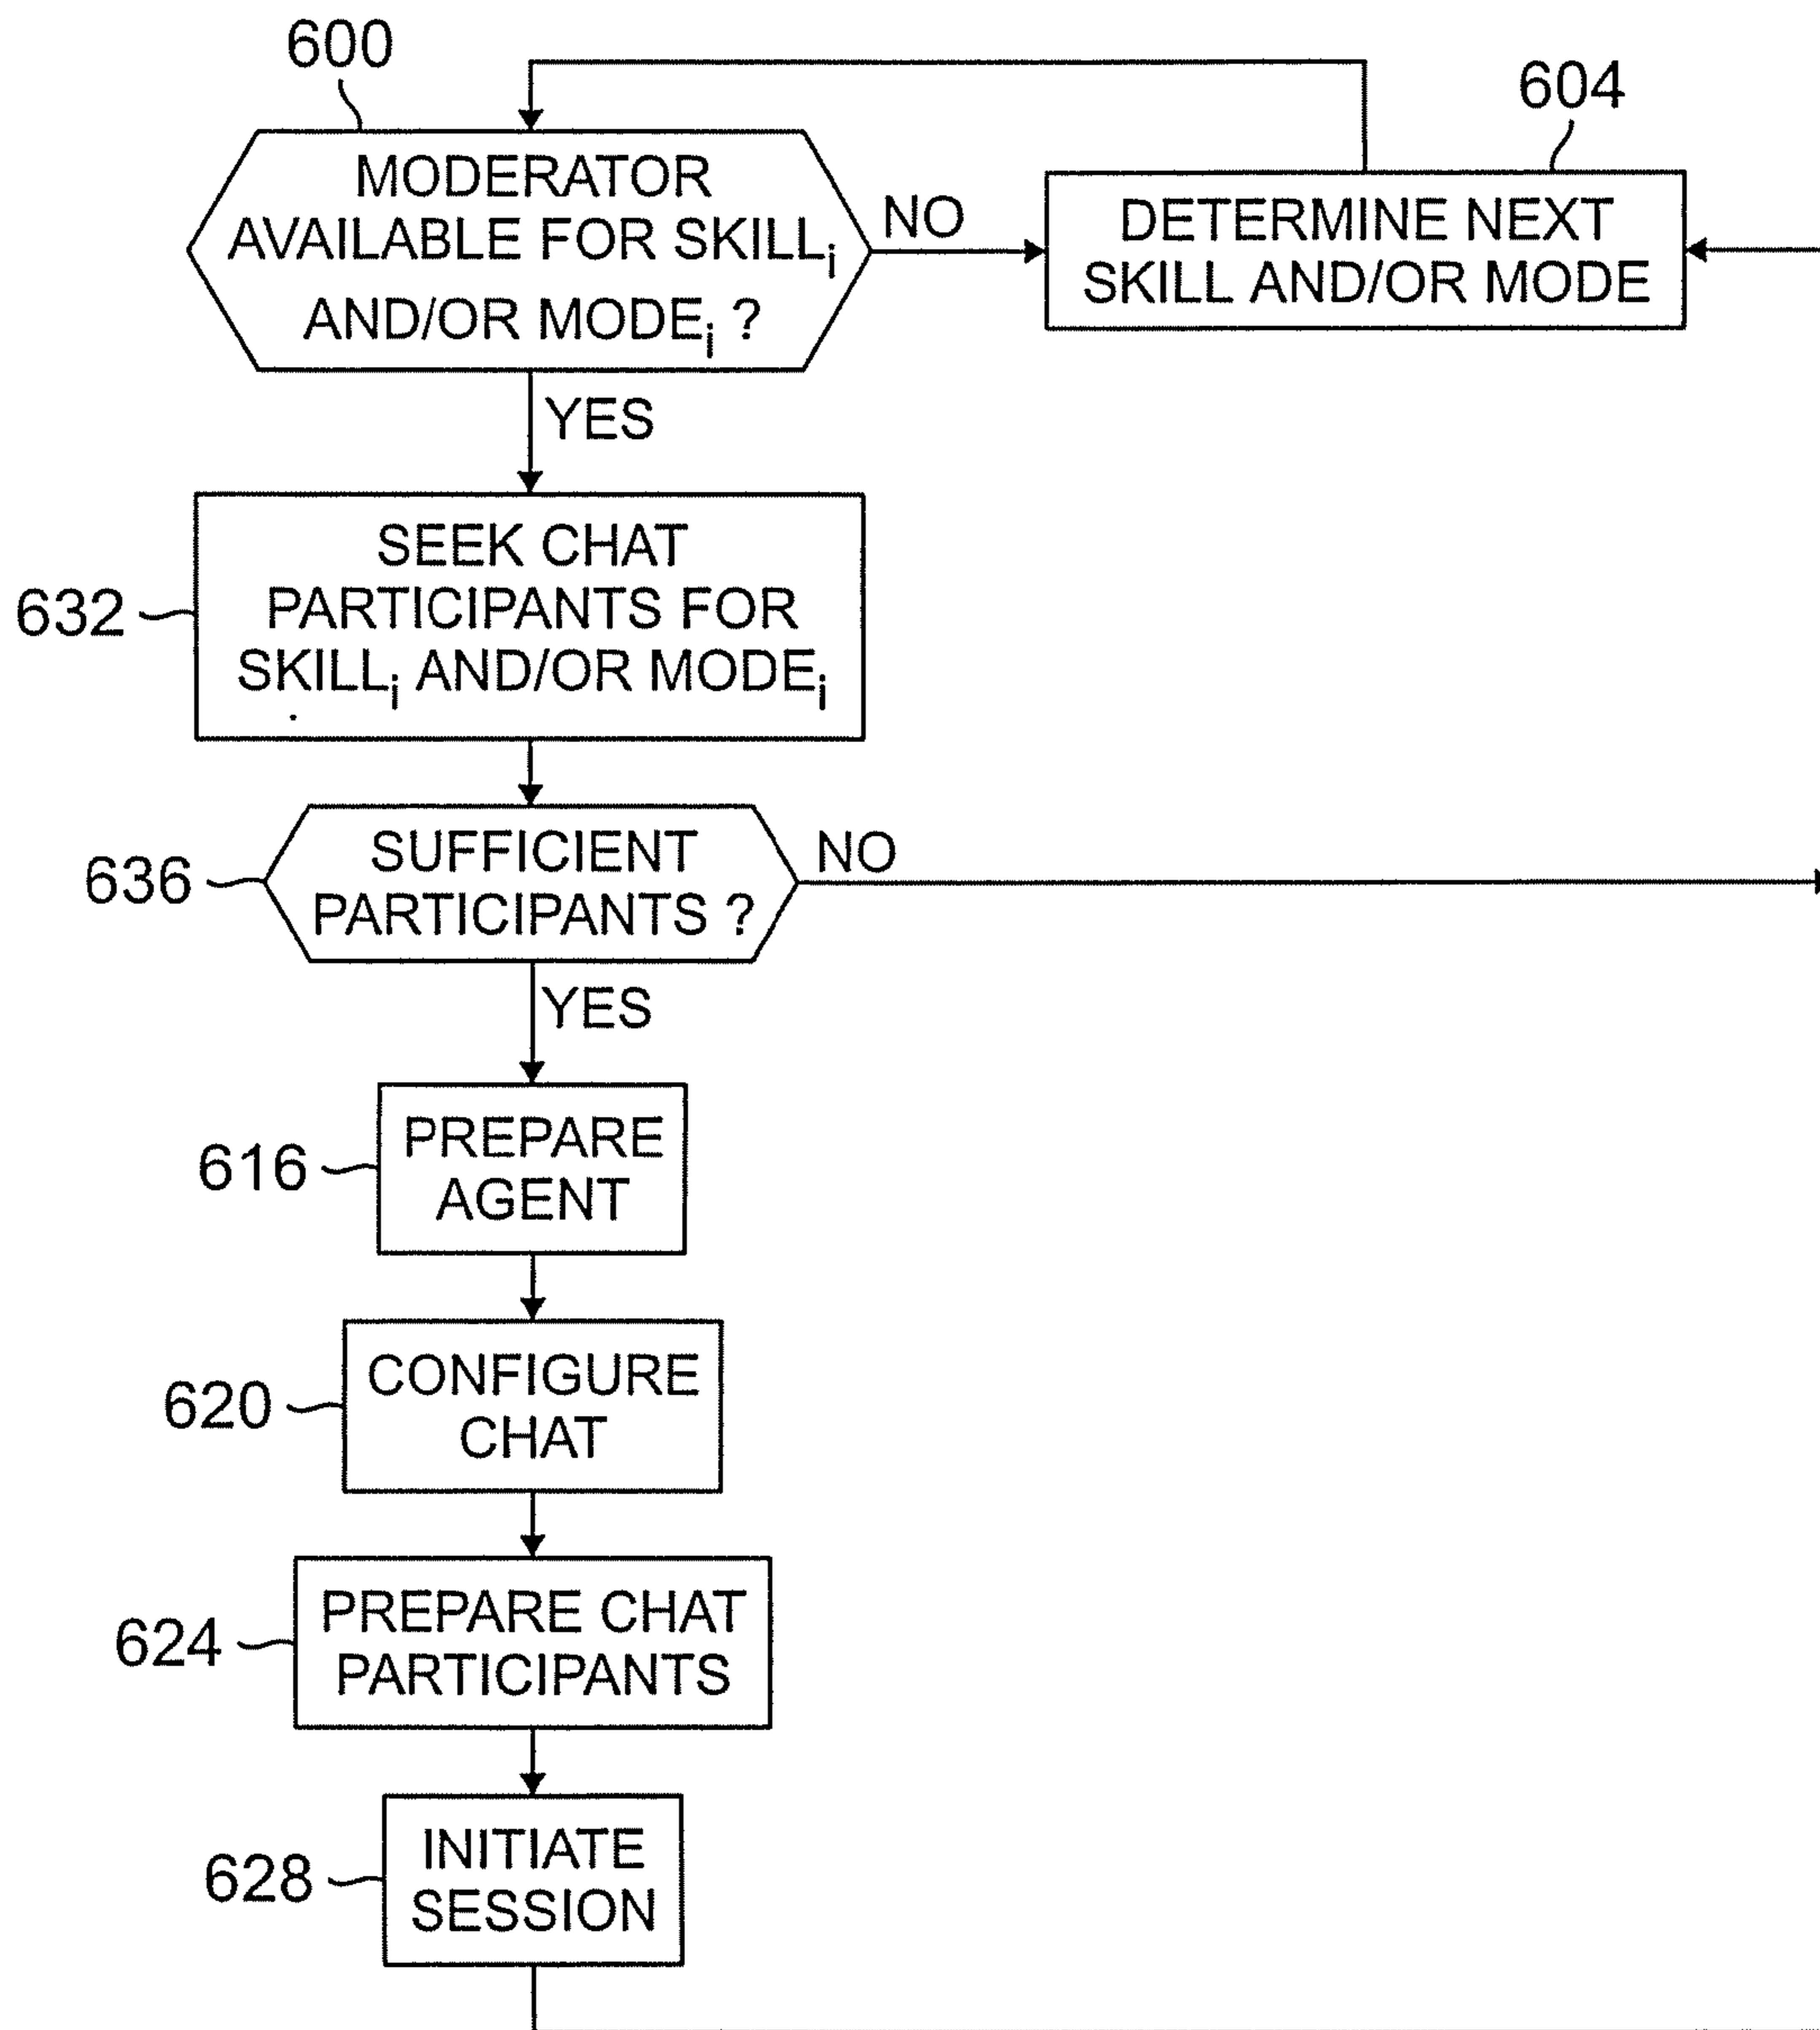 600
604
MODERATOR
AVAILABLE FOR SKILLi
AND/OR MODEi ?
NO
DETERMINE NEXT
SKILL AND/OR MODE
YES
632
SEEK CHAT
PARTICIPANTS FOR
SKILLi AND/OR MODEi
636
SUFFICIENT
PARTICIPANTS ?
NO
YES
616
PREPARE
AGENT
620
CONFIGURE
CHAT
624
PREPARE CHAT
PARTICIPANTS
628
INITIATE
SESSION